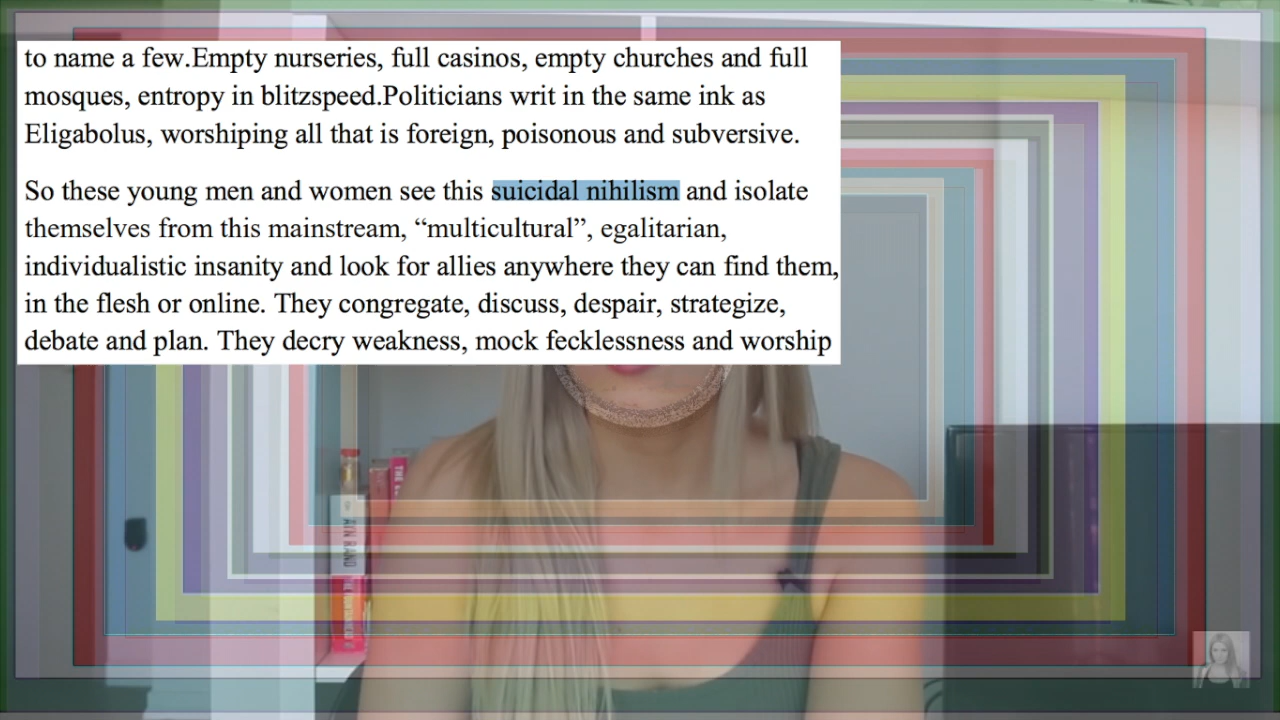 to name a few.Empty nurseries, full casinos, empty churches and full
mosques, entropy in blitzspeed.Politicians writ in the same ink as
Eligabolus, worshiping all that is foreign, poisonous and subversive.
So these young men and women see this suicidal nihilism and isolate
themselves from this mainstream, “multicultural”, egalitarian,
individualistic insanity and look for allies anywhere they can find them,
in the flesh or online. They congregate, discuss, despair, strategize,
debate and plan. They decry weakness, mock fecklessness and worship
THE
AYN RAND